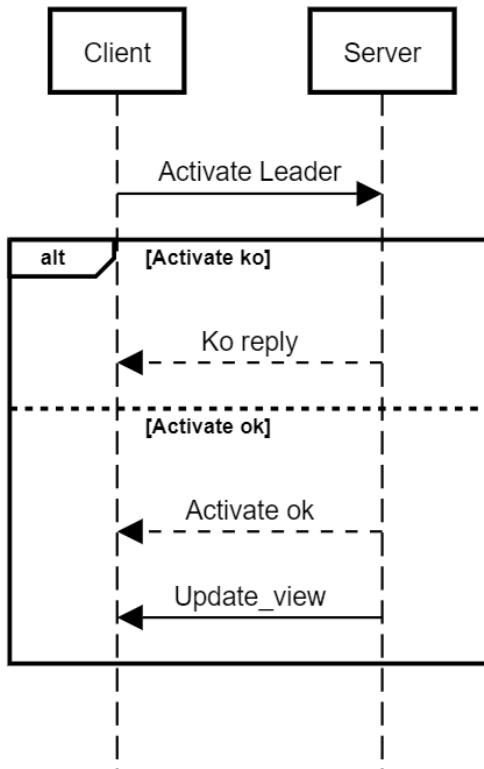 Client
Server
Activate Leader
alt
[Activate ko]
Ko reply
[Activate ok]
Activate ok
Update_view